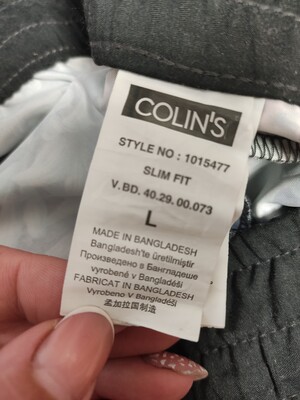 COLIN'S
STYLE NO : 1015477
SLIM FIT
V. BD. 40.29.00.073
L
MADE IN BANGLADESH
Bangladeş'te üretilmiştir
Произведено в Бангладеше
vyrobené v Bangladéši
FABRICAT IN BANGLADESH
Vyrobeno V Bangladéši
孟加拉国制造